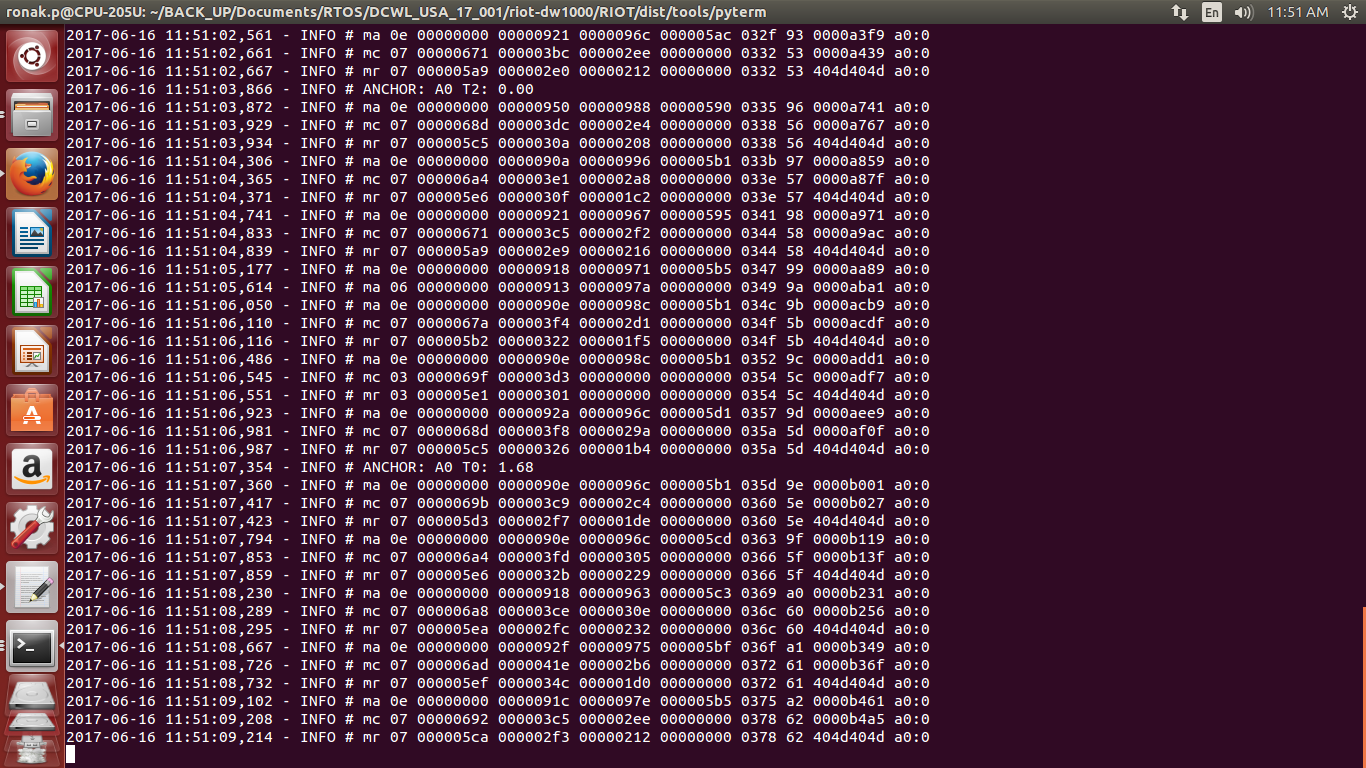 ronak.p@CPU-205U: ~/BACK_UP/Documents/RTOS/DCWL_USA_17_001/riot-dw1000/RIOT/dist/tools/pyterm
En
11:51 AM
2017-06-16 11:51:02,561 - INFO # ma 0e 00000000 00000921 0000096c 000005ac 032f 93 0000a3f9 a0:0
2017-06-16 11:51:02,661 - INFO # mc 07 00000671 000003bc 000002ee 00000000 0332 53 0000a439 a0:0
2017-06-16 11:51:02,667 - INFO # mr 07 000005a9 000002e0 00000212 00000000 0332 53 404d404d a0:0
2017-06-16 11:51:03,866 - INFO # ANCHOR: A0 T2: 0.00
2017-06-16 11:51:03,872 - INFO # ma 0e 00000000 00000950 00000988 00000590 0335 96 0000a741 a0:0
2017-06-16 11:51:03,929 - INFO # mc 07 0000068d 000003dc 000002e4 00000000 0338 56 0000a767 a0:0
2017-06-16 11:51:03,934 - INFO # mr 07 000005c5 0000030a 00000208 00000000 0338 56 404d404d a0:0
2017-06-16 11:51:04,306 - INFO # ma 0e 00000000 0000090a 00000996 000005b1 033b 97 0000a859 a0:0
2017-06-16 11:51:04,365 - INFO # mc 07 000006a4 000003e1 000002a8 00000000 033e 57 0000a87f a0:0
2017-06-16 11:51:04,371 - INFO # mr 07 000005e6 0000030f 000001c2 00000000 033e 57 404d404d a0:0
2017-06-16 11:51:04,741 - INFO # ma 0e 00000000 00000921 00000967 00000595 0341 98 0000a971 a0:0
2017-06-16 11:51:04,833 - INFO # mc 07 00000671 000003c5 000002f2 00000000 0344 58 0000a9ac a0:0
2017-06-16 11:51:04,839 - INFO # mr 07 000005a9 000002e9 00000216 00000000 0344 58 404d404d a0:0
2017-06-16 11:51:05,177 - INFO # ma 0e 00000000 00000918 00000971 000005b5 0347 99 0000aa89 a0:0
2017-06-16 11:51:05,614 - INFO # ma 06 00000000 00000913 0000097a 00000000 0349 9a 0000aba1 a0:0
2017-06-16 11:51:06,050 - INFO # ma 0e 00000000 0000090e 0000098c 000005b1 034c 9b 0000acb9 a0:0
2017-06-16 11:51:06,110 - INFO # mc 07 0000067a 000003f4 000002d1 00000000 034f 5b 0000acdf a0:0
2017-06-16 11:51:06,116 - INFO # mr 07 000005b2 00000322 000001f5 00000000 034f 5b 404d404d a0:0
2017-06-16 11:51:06,486 - INFO # ma 0e 00000000 0000090e 0000098c 000005b1 0352 9c 0000add1 a0:0
2017-06-16 11:51:06,545 - INFO # mc 03 0000069f 000003d3 00000000 00000000 0354 5c 0000adf7 a0:0
2017-06-16 11:51:06,551 - INFO # mr 03 000005e1 00000301 00000000 00000000 0354 5c 404d404d a0:0
2017-06-16 11:51:06,923 - INFO # ma 0e 00000000 0000092a 0000096c 000005d1 0357 9d 0000aee9 a0:0
2017-06-16 11:51:06,981 - INFO # mc 07 0000068d 000003f8 0000029a 00000000 035a 5d 0000af0f a0:0
2017-06-16 11:51:06,987 - INFO # mr 07 000005c5 00000326 000001b4 00000000 035a 5d 404d404d a0:0
2017-06-16 11:51:07,354 - INFO # ANCHOR: A0 T0: 1.68
2017-06-16 11:51:07,360 - INFO # ma 0e 00000000 0000090e 0000096c 000005b1 035d 9e 0000b001 a0:0
2017-06-16 11:51:07,417 - INFO # mc 07 0000069b 000003c9 000002c4 00000000 0360 5e 0000b027 a0:0
2017-06-16 11:51:07,423 - INFO # mr 07 000005d3 000002f7 000001de 00000000 0360 5e 404d404d a0:0
2017-06-16 11:51:07,794 - INFO # ma 0e 00000000 0000090e 0000096c 000005cd 0363 9f 0000b119 a0:0
2017-06-16 11:51:07,853 - INFO # mc 07 000006a4 000003fd 00000305 00000000 0366 5f 0000b13f a0:0
2017-06-16 11:51:07,859 - INFO # mr 07 000005e6 0000032b 00000229 00000000 0366 5f 404d404d a0:0
2017-06-16 11:51:08,230 - INFO # ma 0e 00000000 00000918 00000963 000005c3 0369 a0 0000b231 a0:0
2017-06-16 11:51:08,289 - INFO # mc 07 000006a8 000003ce 0000030e 00000000 036c 60 0000b256 a0:0
2017-06-16 11:51:08,295 - INFO # mr 07 000005ea 000002fc 00000232 00000000 036c 60 404d404d a0:0
2017-06-16 11:51:08,667 - INFO # ma 0e 00000000 0000092f 00000975 000005bf 036f a1 0000b349 a0:0
2017-06-16 11:51:08,726 - INFO # mc 07 000006ad 0000041e 000002b6 00000000 0372 61 0000b36f a0:0
2017-06-16 11:51:08,732 - INFO # mr 07 000005ef 0000034c 000001d0 00000000 0372 61 404d404d a0:0
2017-06-16 11:51:09,102 - INFO # ma 0e 00000000 0000091c 0000097e 000005b5 0375 a2 0000b461 a0:0
2017-06-16 11:51:09,208 - INFO # mc 07 00000692 000003c5 000002ee 00000000 0378 62 0000b4a5 a0:0
2017-06-16 11:51:09,214 - INFO # mr 07 000005ca 000002f3 00000212 00000000 0378 62 404d404d a0:0